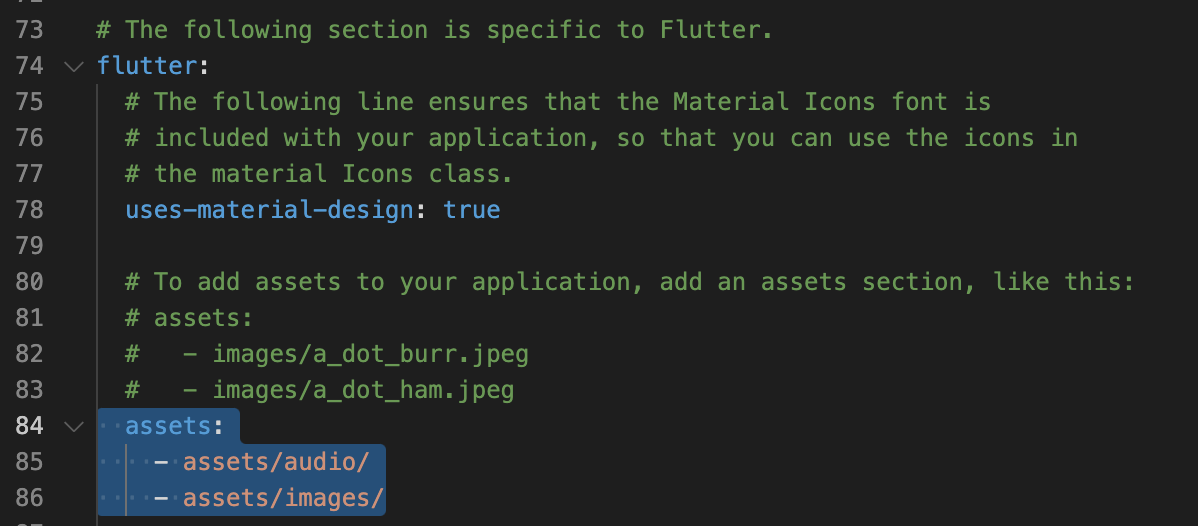 73 # The following section is specific to Flutter.
74 flutter:
75 # The following line ensures that the Material Icons font is
76 # included with your application, so that you can use the icons in
77 # the material Icons class.
78 uses-material-design: true
79
80 # To add assets to your application, add an assets section, like this:
81 # assets:
82 #   - images/a_dot_burr.jpeg
83 #   - images/a_dot_ham.jpeg
84 assets:
85 - assets/audio/
86 - assets/images/